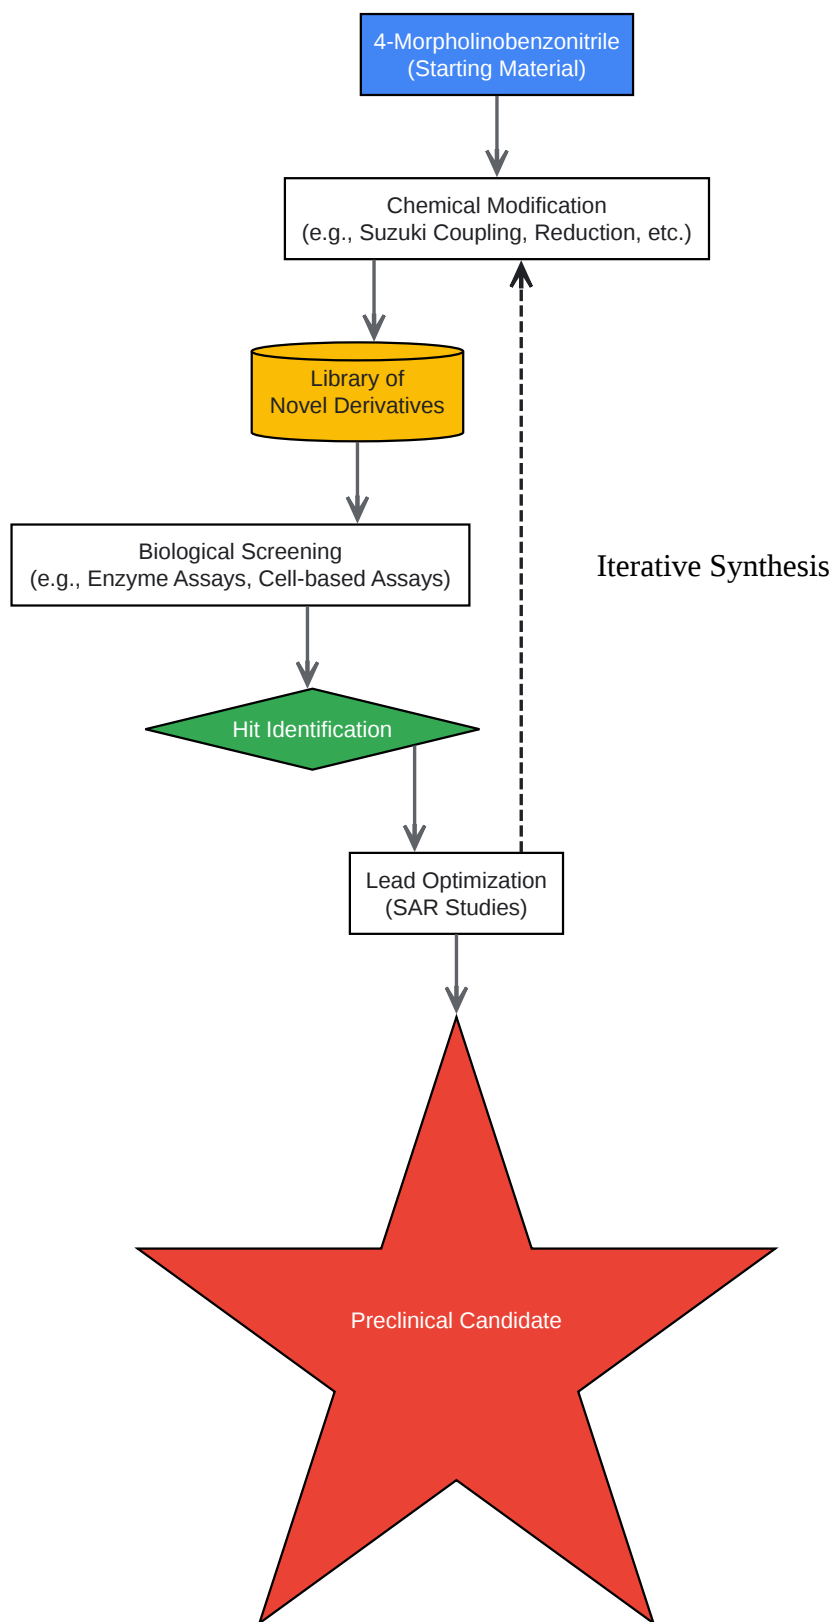 4-Morpholinobenzonitrile
(Starting Material)
Chemical Modification
(e.g., Suzuki Coupling, Reduction, etc.)
Library of
Novel Derivatives
Biological Screening
(e.g., Enzyme Assays, Cell-based Assays)
Iterative Synthesis
Hit Identification
Lead Optimization
(SAR Studies)
Preclinical Candidate